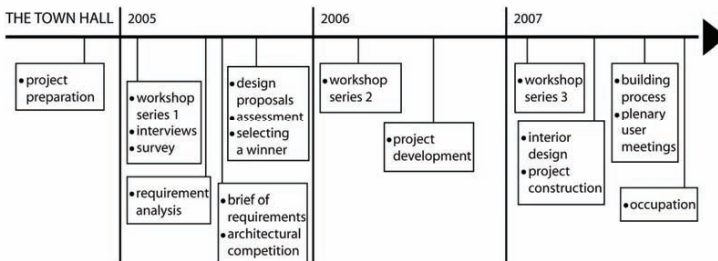 THE TOWN HALL
2005
2006
2007
• project
preparation
• workshop
series 1
• interviews
• survey
• requirement
analysis
• design
proposals
• assessment
• selecting
a winner
• brief of
requirements
• architectural
competition
• workshop
series 2
• project
development
• workshop
series 3
• interior
design
• project
construction
• building
process
• plenary
user
meetings
• occupation